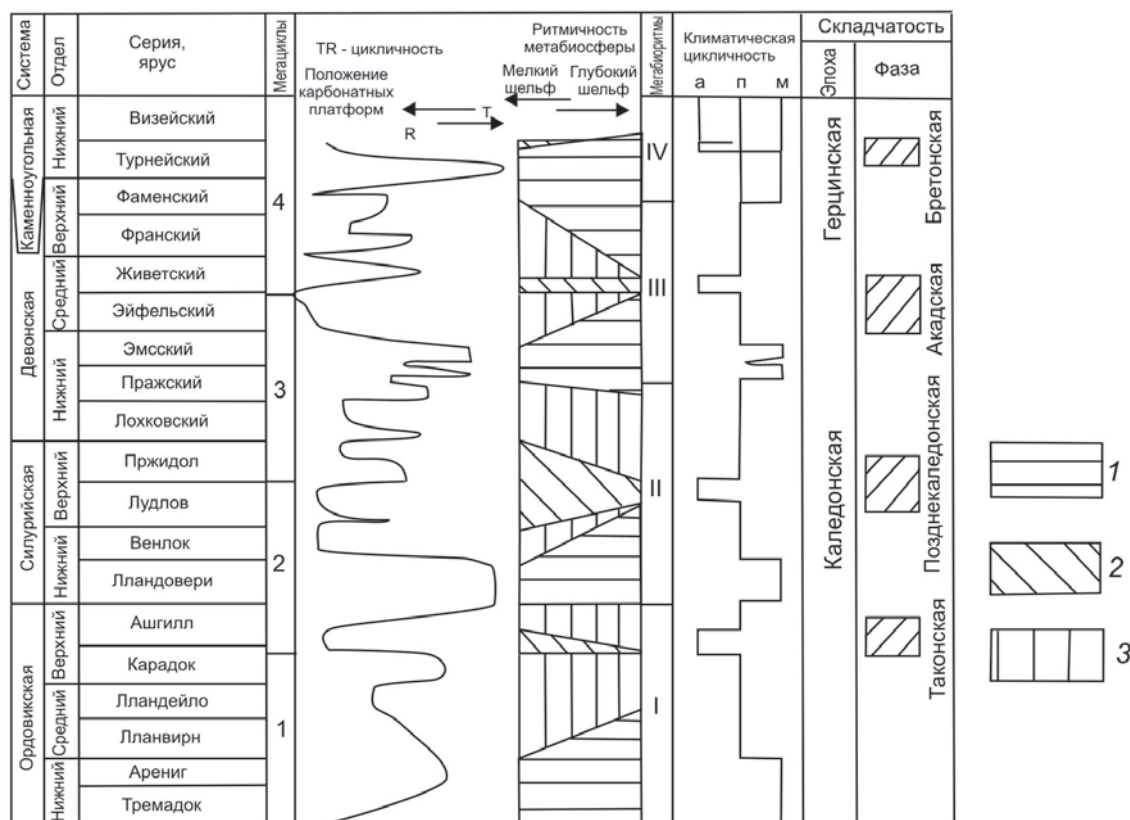 Система
Отдел
Серия,
ярус
Мегациклы
TR - цикличность
Положение
карбонатных
платформ
R
T
Ритмичность
метабиосферы
Мелкий
шельф
Глубокий
шельф
Мегабиоритмы
Климатическая
цикличность
а п м
Складчатость
Эпоха
Фаза
Каменноугольная
Девонская
Силурийская
Ордовикская
Нижний
Верхний
Средний
Нижний
Верхний
Нижний
Верхний
Средний
Нижний
Визейский
Турнейский
Фаменский
Франский
Живетский
Эйфельский
Эмсский
Пражский
Лохковский
Пржидол
Лудлов
Венлок
Лландовери
Ашгилл
Карадок
Лландейло
Лланвирн
Арениг
Тремадок
4
3
2
1
IV
III
II
I
Герцинская
Каледонская
Бретонская
Акадская
Позднекаледонская
Таконская
1
2
3